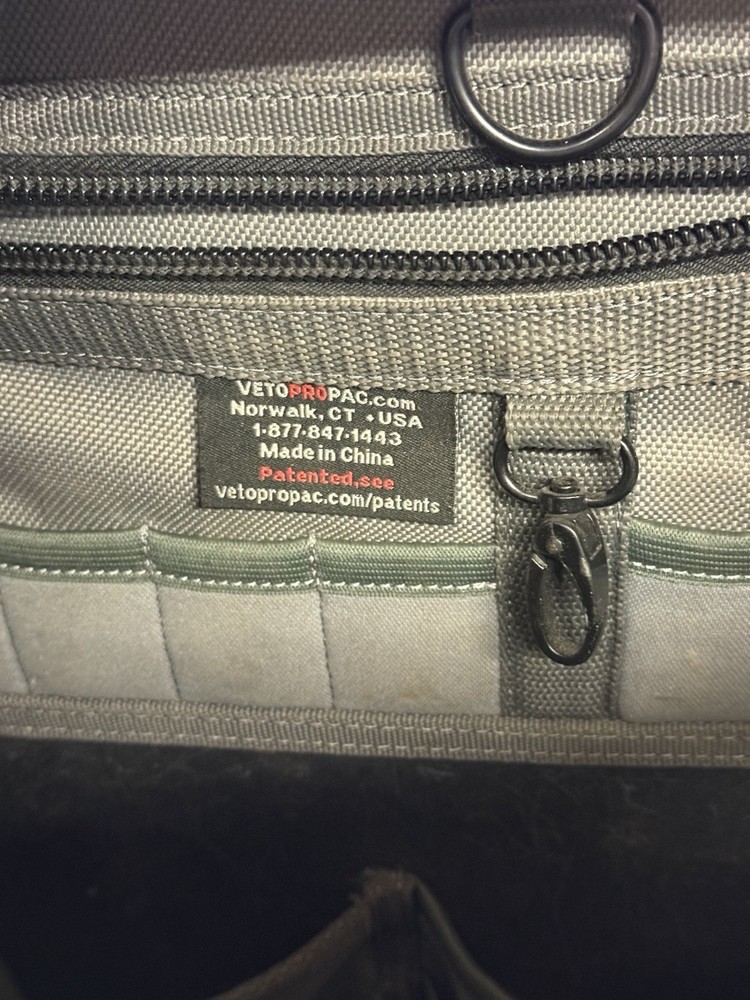 VETOPROPAC.com
Norwalk, CT • USA
1-877-847-1443
Made in China
Patented,see
vetopropac.com/patents